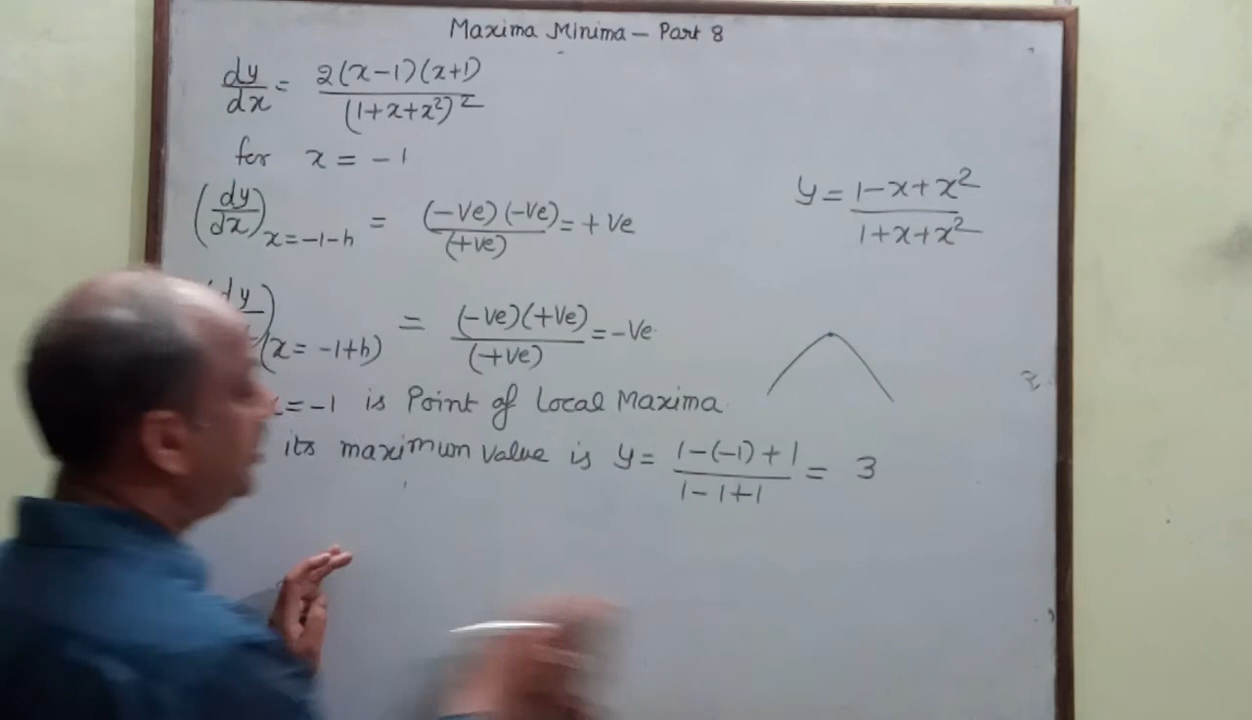 Maxima Minima – Part 8
dy/dx = 2(x-1)(x+1)/(1+x+x²)²
for x = -1
(dy/dx)x=-1-h = (-ve)(-ve)/(+ve) = +ve
y = 1-x+x²/1+x+x²
dy (x = -1+h) = (-ve)(+ve)/(+ve) = -ve
x=-1 is Point of Local Maxima
its maximum value is y = 1-(-1)+1/1-1+1 = 3